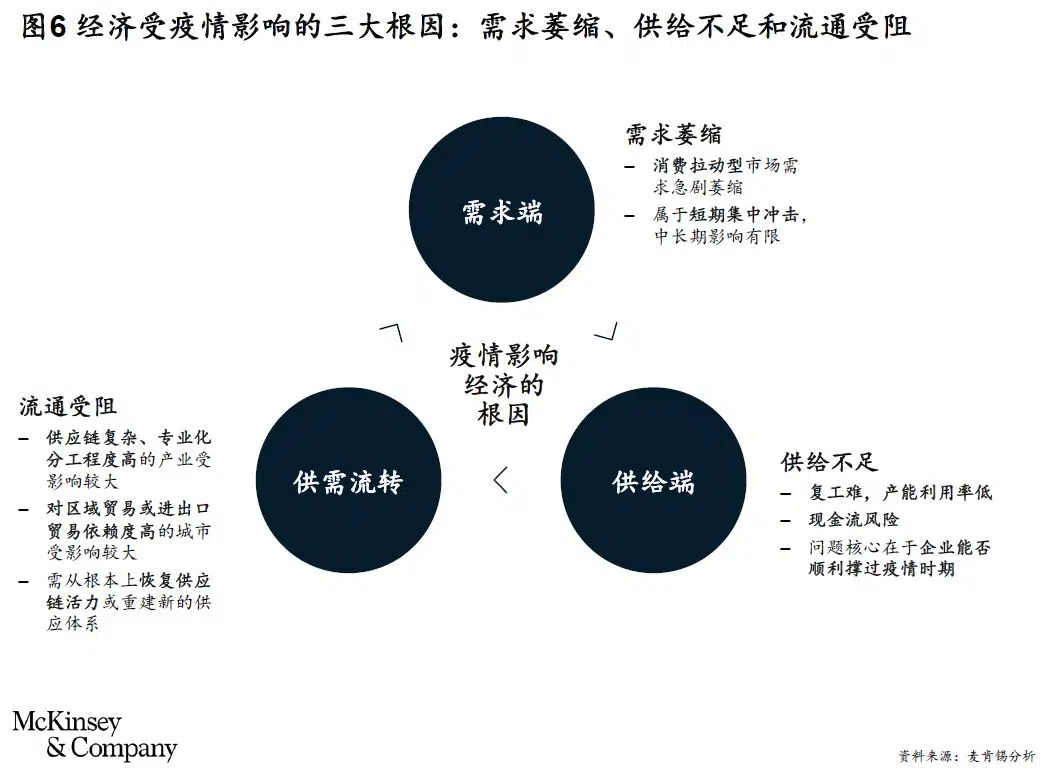 图6 经济受疫情影响的三大根因：需求萎缩、供给不足和流通受阻
需求端
需求萎缩
– 消费拉动型市场需
求急剧萎缩
– 属于短期集中冲击，
中长期影响有限
疫情影响
经济的
根因
流通受阻
– 供应链复杂、专业化
分工程度高的产业受
影响较大
– 对区域贸易或进出口
贸易依赖度高的城市
受影响较大
– 需从根本上恢复供应
链活力或重建新的供
应体系
供需流转
供给端
供给不足
– 复工难，产能利用率低
– 现金流风险
– 问题核心在于企业能否
顺利撑过疫情时期
McKinsey
& Company
资料来源：麦肯锡分析